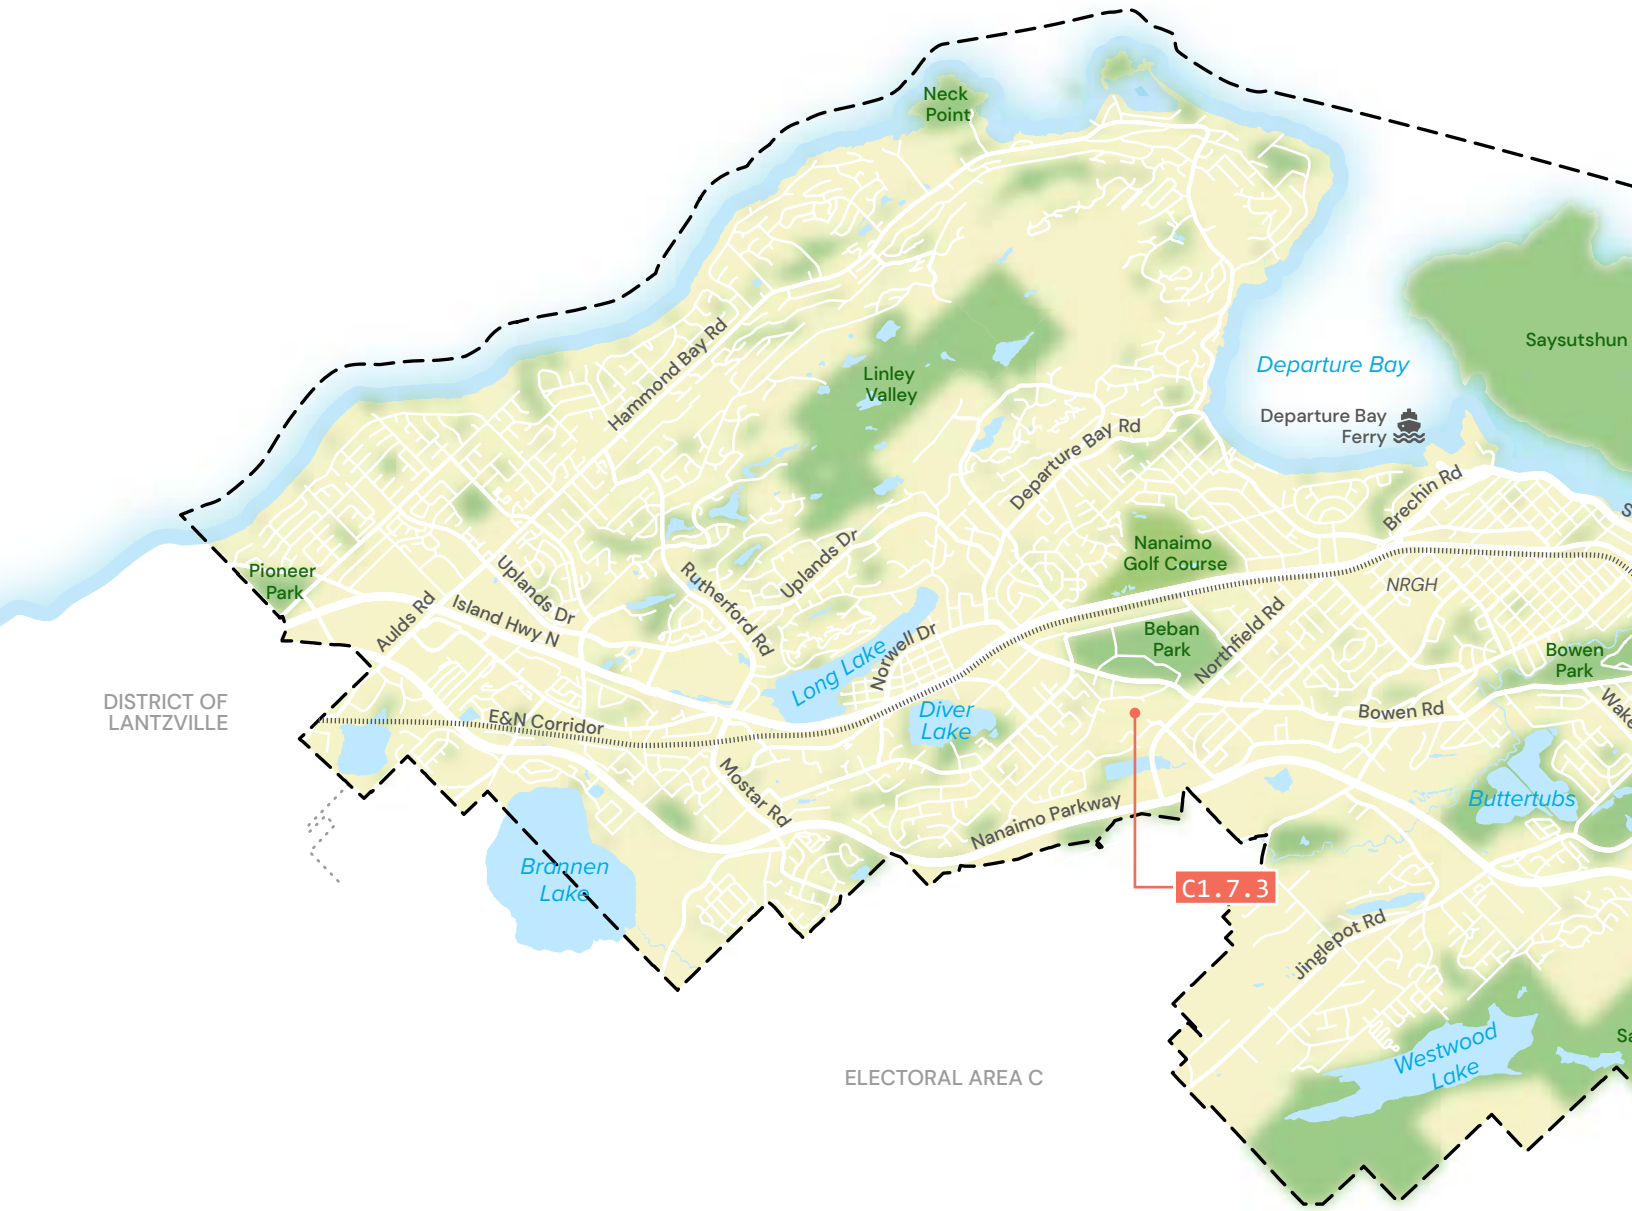 Neck
Point
Saysutshun
Departure Bay
Hammond Bay Rd
Linley
Valley
Departure Bay
Ferry
Departure Bay Rd
Brechin Rd
Nanaimo
Golf Course
Pioneer
Park
Uplands Dr
Uplands Dr
Rutherford Rd
NRGH
Aulds Rd
Island Hwy N
Norwell Dr
Beban
Park
Northfield Rd
Bowen
Park
Long Lake
DISTRICT OF
LANTZVILLE
E&N Corridor
Diver
Lake
Bowen Rd
Mostar Rd
Nanaimo Parkway
Buttertubs
Brannen
Lake
C1.7.3
Jinglepot Rd
Westwood
Lake
ELECTORAL AREA C